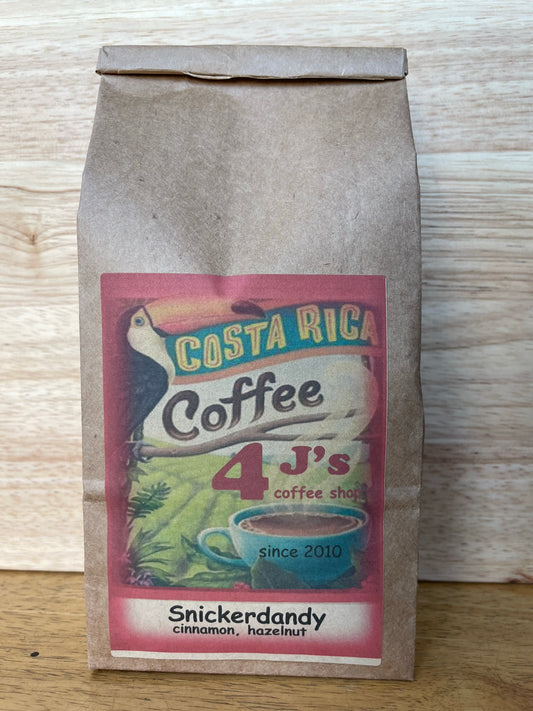 COSTA RICA
Coffee
4 J's
coffee shop
since 2010
Snickerdandy
cinnamon, hazelnut